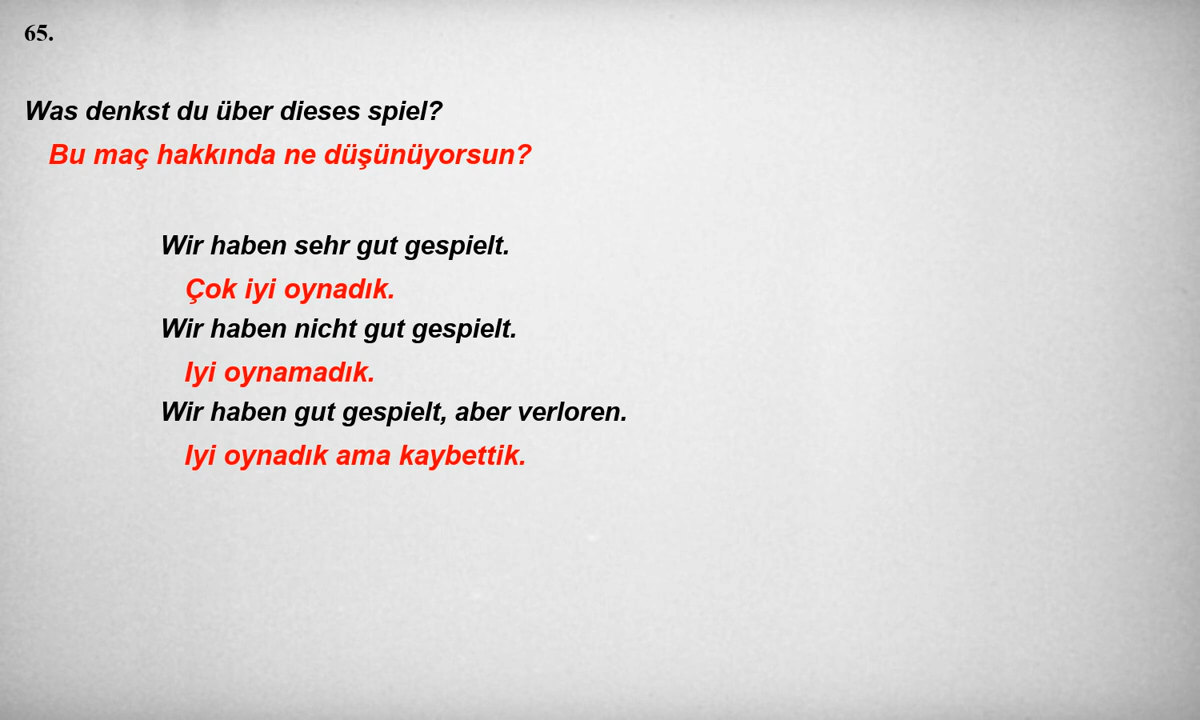 65.
Was denkst du über dieses spiel?
Bu maç hakkında ne düşünüyorsun?
Wir haben sehr gut gespielt.
Çok iyi oynadık.
Wir haben nicht gut gespielt.
Iyi oynamadık.
Wir haben gut gespielt, aber verloren.
Iyi oynadık ama kaybettik.